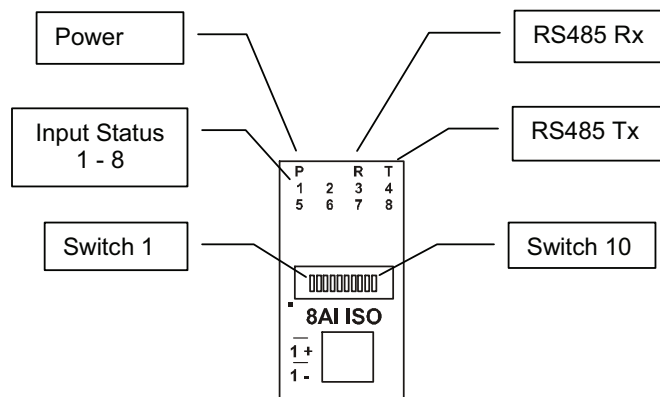 Power
RS485 Rx
Input Status
1 - 8
RS485 Tx
P R T
1 2 3 4
5 6 7 8
Switch 1
Switch 10
8AI ISO
1 +
1 -